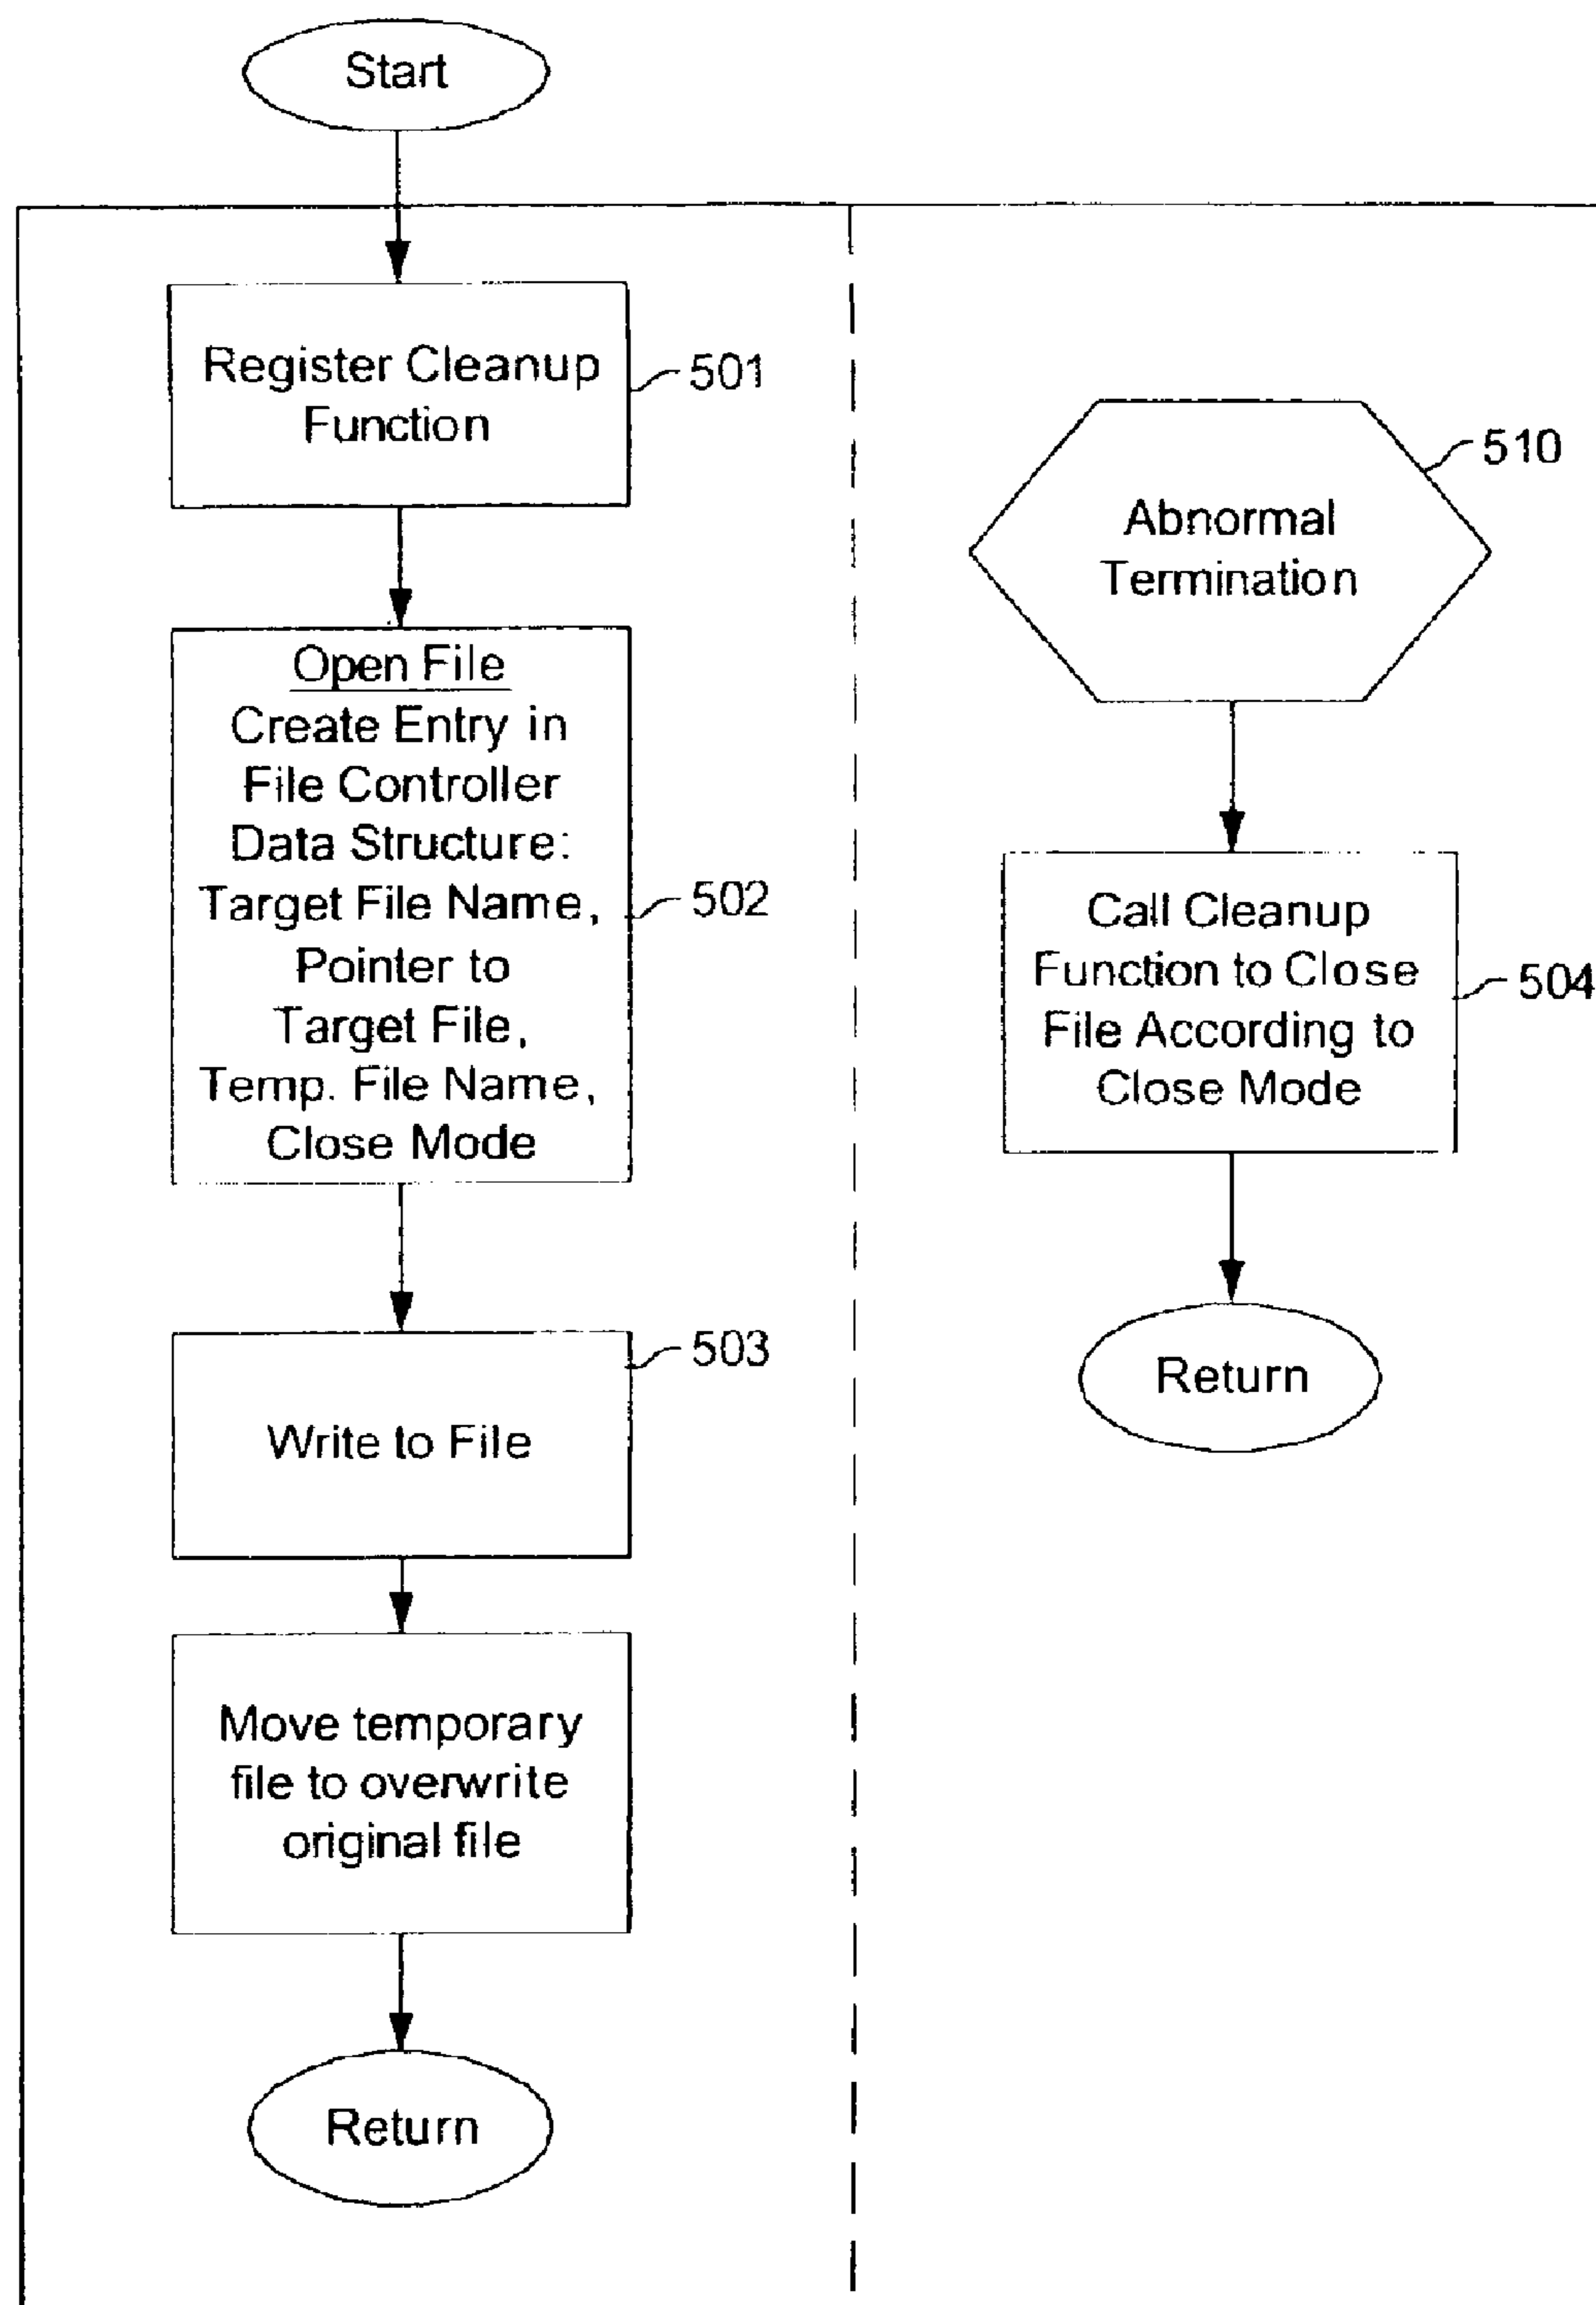 Start
Register Cleanup
Function
501
Open File
Create Entry in
File Controller
Data Structure:
Target File Name,
Pointer to
Target File,
Temp. File Name,
Close Mode
502
Write to File
503
Move temporary
file to overwrite
original file
Return
Abnormal
Termination
510
Call Cleanup
Function to Close
File According to
Close Mode
504
Return